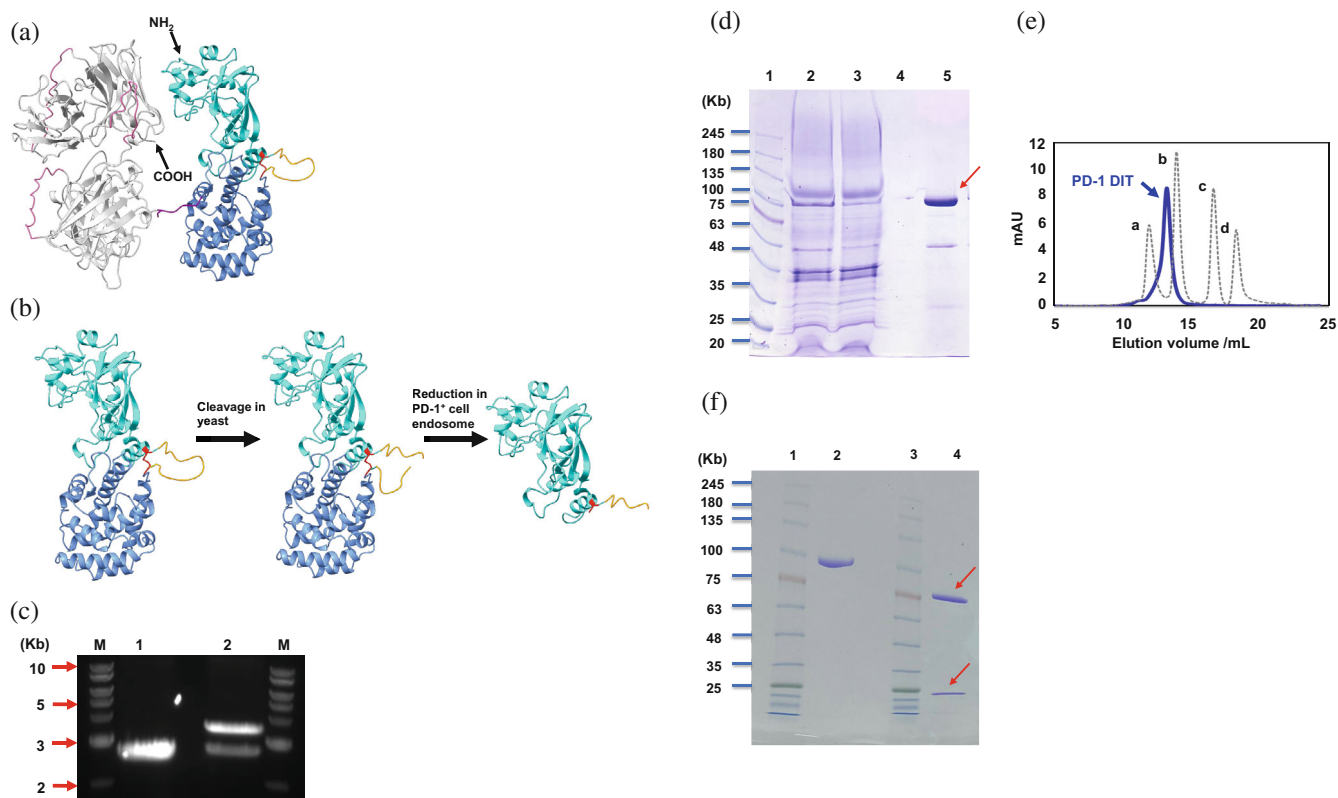 (a)
NH2
COOH
(b)
Cleavage in
yeast
Reduction in
PD-1+ cell
endosome
(c)
(Kb) M 1 2 M
10
5
3
2
(d)
1 2 3 4 5
(Kb)
245
180
135
100
75
63
48
35
25
20
(e)
12
10
8
6
4
2
0
mAU
PD-1 DIT
a
b
c
d
5 10 15 20 25
Elution volume /mL
(f)
(Kb) 1 2 3 4
245
180
135
100
75
63
48
35
25